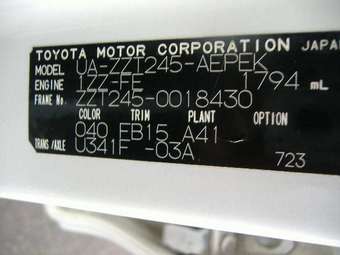 TOYOTA MOTOR CORPORATION JAPAN
MODEL UA-ZZT245-AEPEK
ENGINE 1ZZ-FE 1794 mL
FRAME No. ZZT245-0018430
COLOR TRIM PLANT OPTION
040 FB15 A41
TRANS/AXLE U341F -03A
723